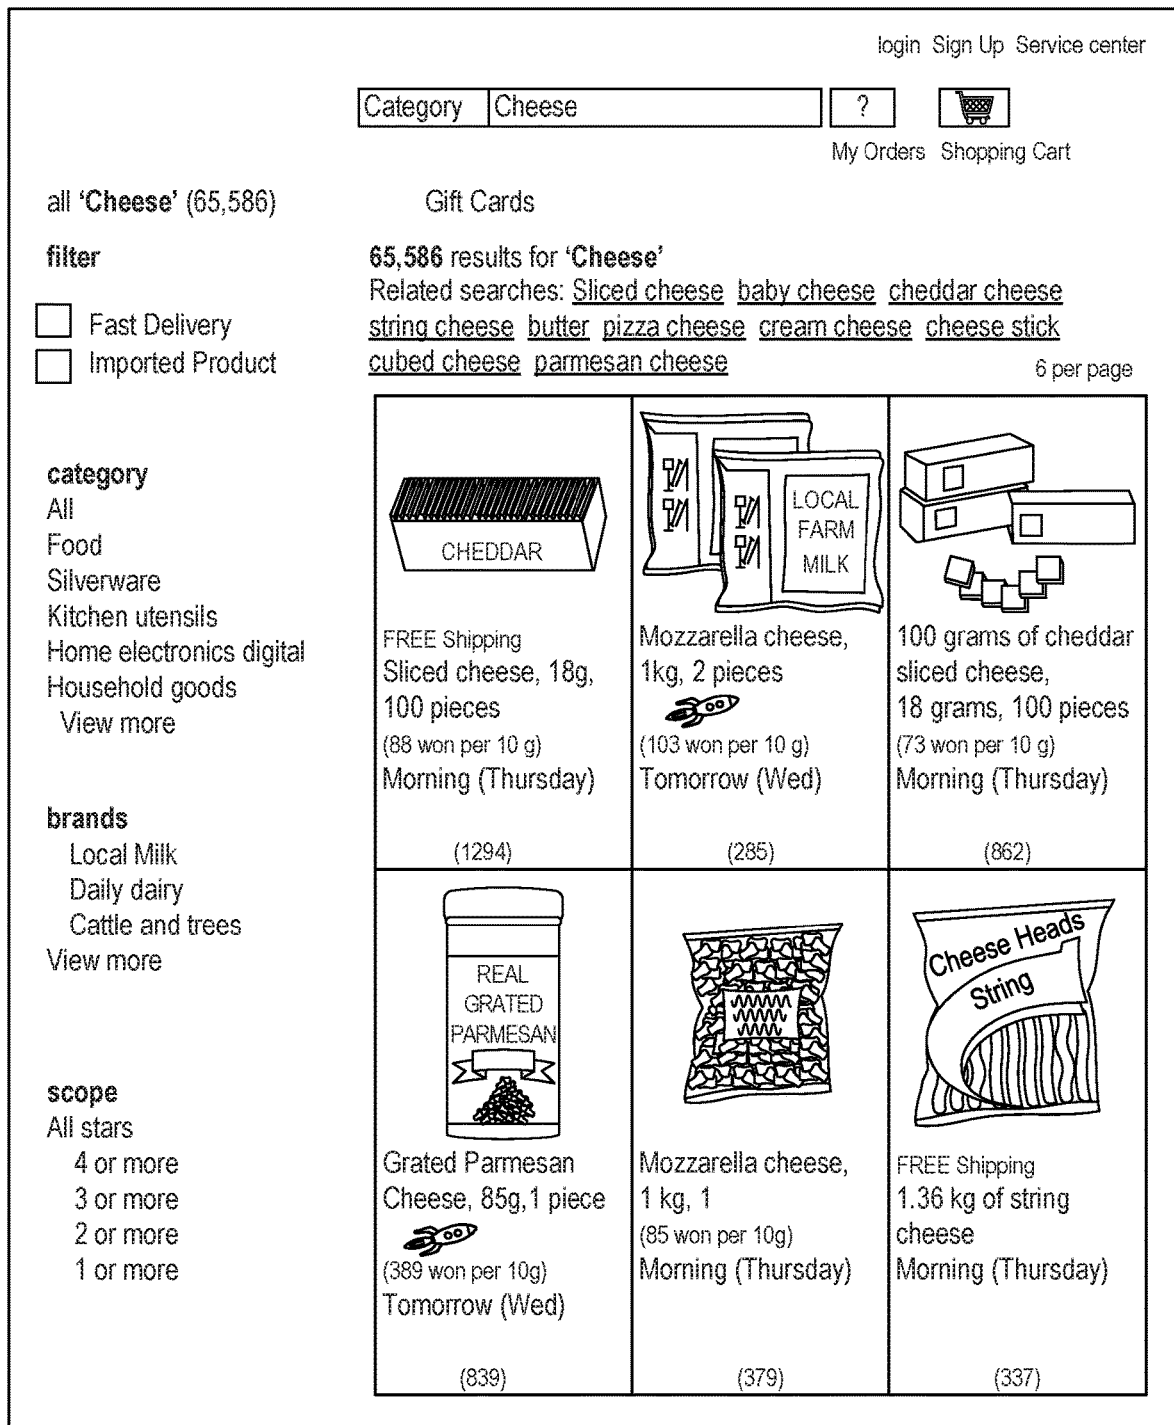 login Sign Up Service center
Category Cheese ?
My Orders Shopping Cart
all 'Cheese' (65,586) Gift Cards
filter
Fast Delivery
Imported Product
65,586 results for 'Cheese'
Related searches: Sliced cheese baby cheese cheddar cheese
string cheese butter pizza cheese cream cheese cheese stick
cubed cheese parmesan cheese
6 per page
category
All
Food
Silverware
Kitchen utensils
Home electronics digital
Household goods
View more
brands
Local Milk
Daily dairy
Cattle and trees
View more
scope
All stars
4 or more
3 or more
2 or more
1 or more
CHEDDAR
FREE Shipping
Sliced cheese, 18g,
100 pieces
(88 won per 10 g)
Morning (Thursday)
(1294)
LOCAL
FARM
MILK
Mozzarella cheese,
1kg, 2 pieces
(103 won per 10 g)
Tomorrow (Wed)
(285)
100 grams of cheddar
sliced cheese,
18 grams, 100 pieces
(73 won per 10 g)
Morning (Thursday)
(862)
REAL
GRATED
PARMESAN
Grated Parmesan
Cheese, 85g,1 piece
(389 won per 10g)
Tomorrow (Wed)
(839)
Mozzarella cheese,
1 kg, 1
(85 won per 10g)
Morning (Thursday)
(379)
Cheese Heads
String
FREE Shipping
1.36 kg of string
cheese
Morning (Thursday)
(337)